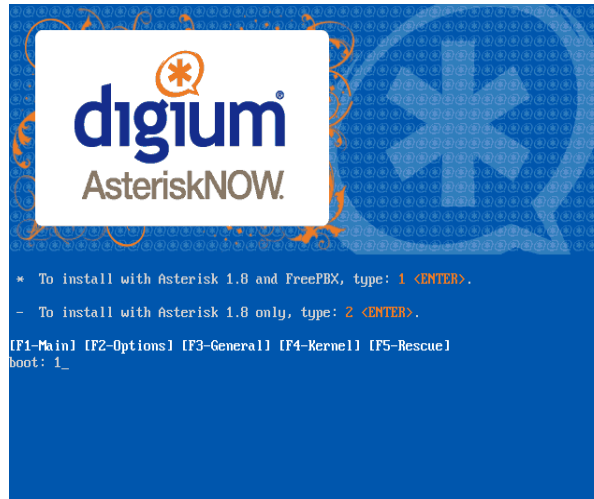 digium
AsteriskNOW.
* To install with Asterisk 1.8 and FreePBX, type: 1 <ENTER>.
- To install with Asterisk 1.8 only, type: 2 <ENTER>.
[F1-Main] [F2-Options] [F3-General] [F4-Kernel] [F5-Rescue]
boot: 1_